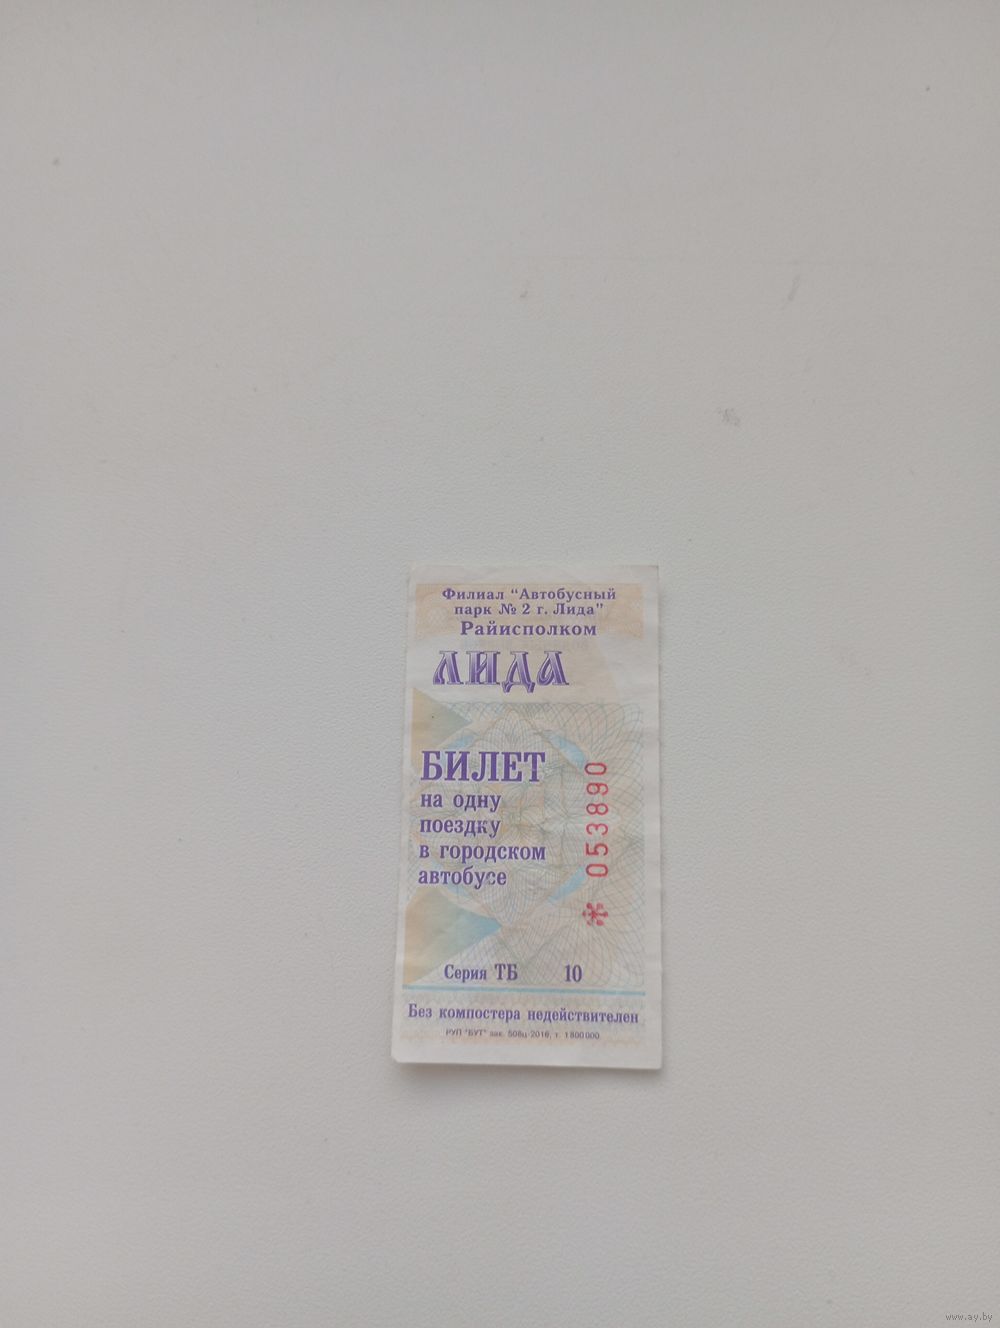 Филиал "Автобусный
парк № 2 г. Лида"
Райисполком
ЛИДА
БИЛЕТ
на одну
поездку
в городском
автобусе
* 053890
Серия ТБ 10
Без компостера недействителен
РУП "БУТ" зак. 508ц-2016, т. 1 800 000
www.ay.by